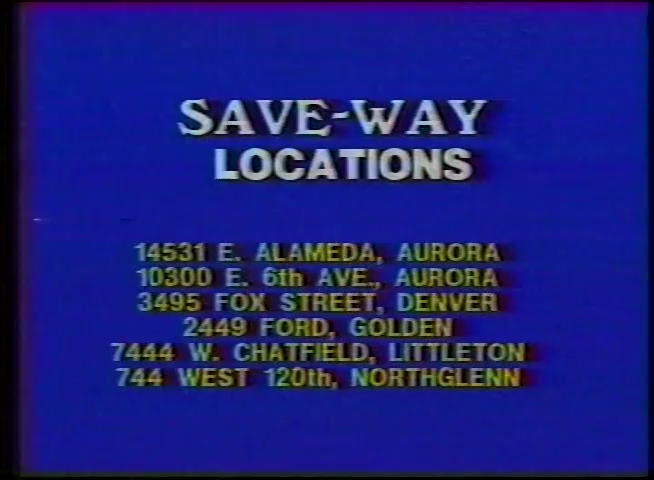 SAVE-WAY
LOCATIONS
14531 E. ALAMEDA, AURORA
10300 E. 6th AVE., AURORA
3495 FOX STREET, DENVER
2449 FORD, GOLDEN
7444 W. CHATFIELD, LITTLETON
744 WEST 120th, NORTHGLENN